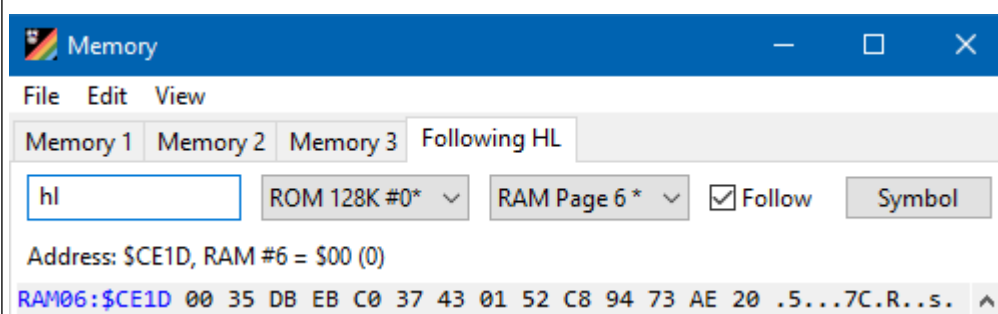 Memory
File Edit View
Memory 1 Memory 2 Memory 3 Following HL
hl ROM 128K #0* RAM Page 6 * Follow Symbol
Address: $CE1D, RAM #6 = $00 (0)
RAM06:$CE1D 00 35 DB EB C0 37 43 01 52 C8 94 73 AE 20 .5...7C.R..s.